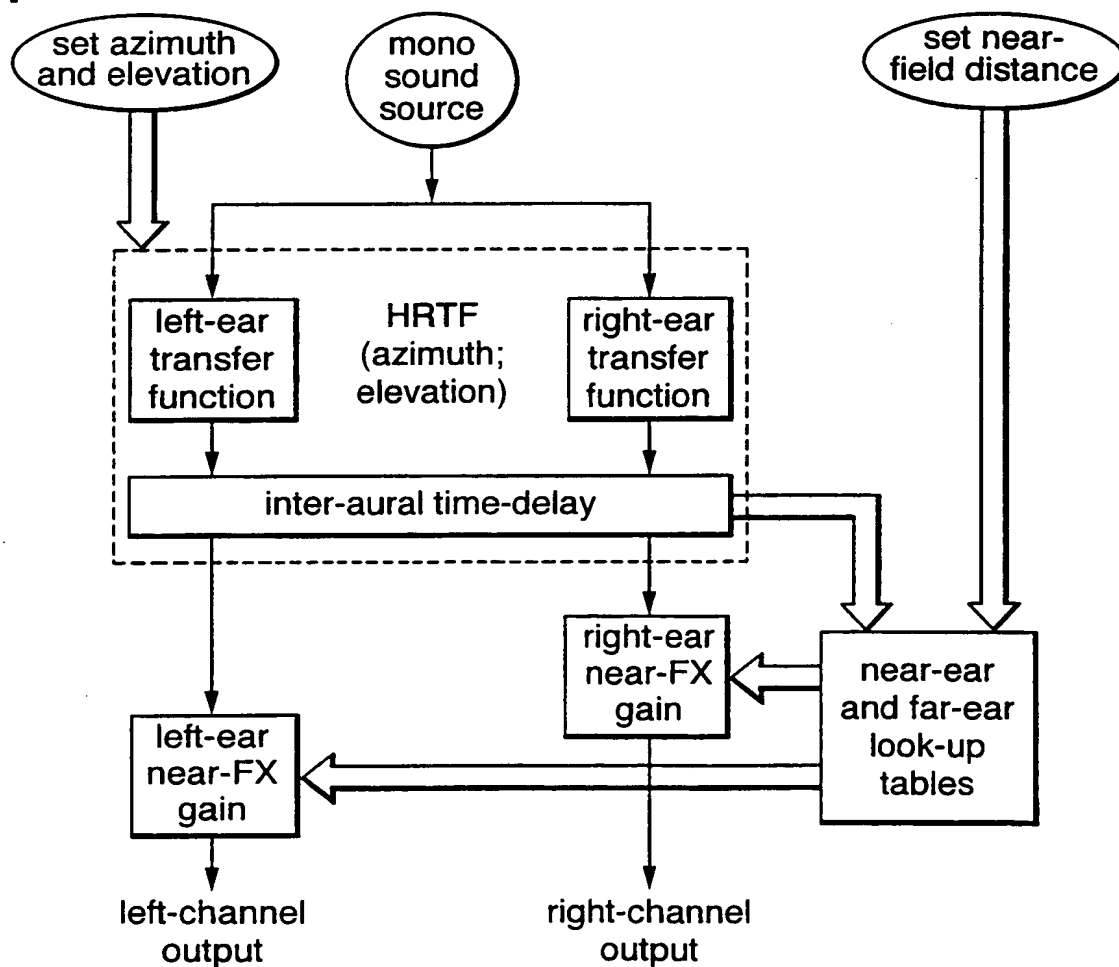 set azimuth
and elevation
mono
sound
source
set near-
field distance
left-ear
transfer
function
HRTF
(azimuth;
elevation)
right-ear
transfer
function
inter-aural time-delay
right-ear
near-FX
gain
near-ear
and far-ear
look-up
tables
left-ear
near-FX
gain
left-channel
output
right-channel
output